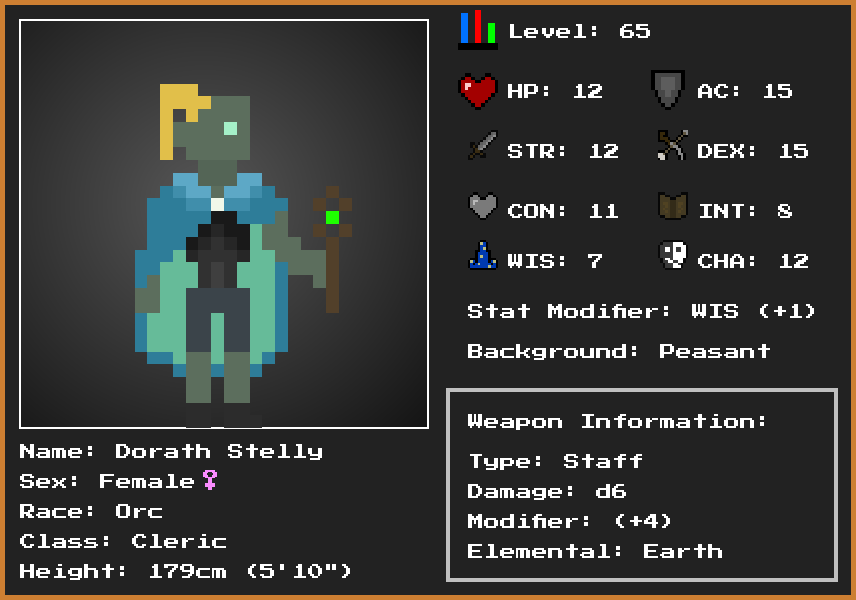 Level: 65
HP: 12 AC: 15
STR: 12 DEX: 15
CON: 11 INT: 8
WIS: 7 CHA: 12
Stat Modifier: WIS (+1)
Background: Peasant
Weapon Information:
Type: Staff
Damage: d6
Modifier: (+4)
Elemental: Earth
Name: Dorath Stelly
Sex: Female♀
Race: Orc
Class: Cleric
Height: 179cm (5'10")